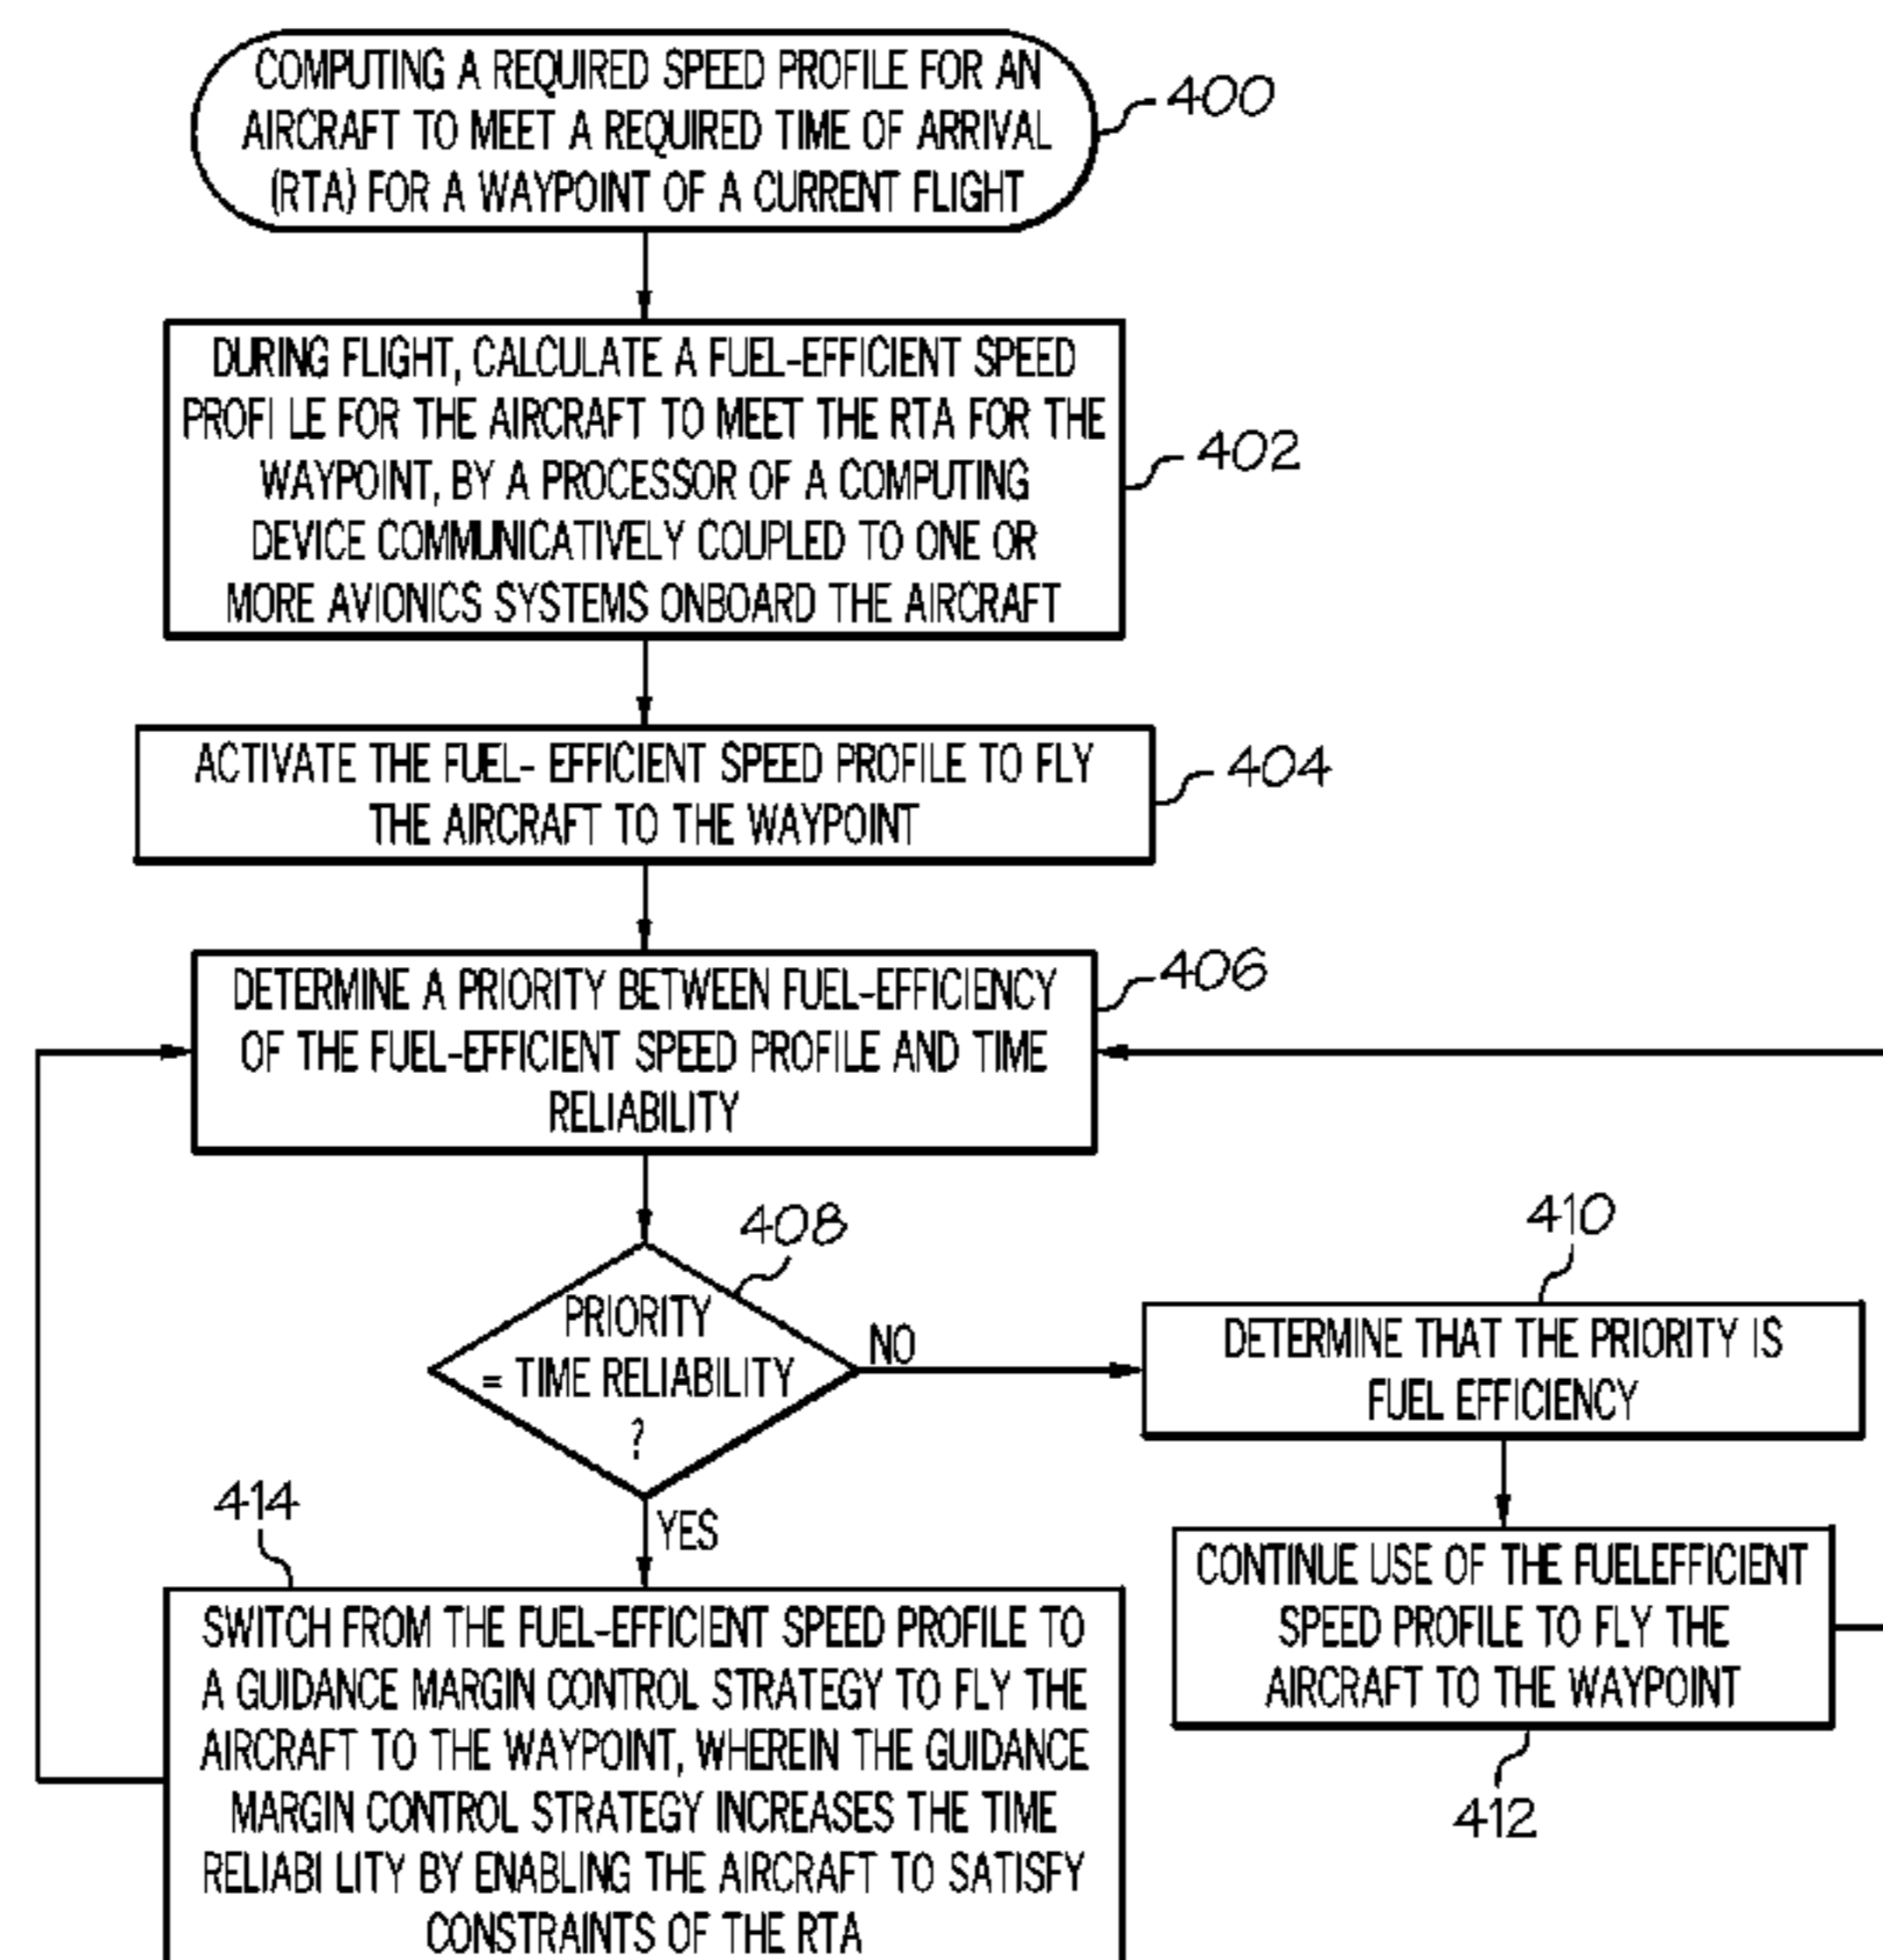 COMPUTING A REQUIRED SPEED PROFILE FOR AN
AIRCRAFT TO MEET A REQUIRED TIME OF ARRIVAL
(RTA) FOR A WAYPOINT OF A CURRENT FLIGHT
400
DURING FLIGHT, CALCULATE A FUEL-EFFICIENT SPEED
PROFI LE FOR THE AIRCRAFT TO MEET THE RTA FOR THE
WAYPOINT, BY A PROCESSOR OF A COMPUTING
DEVICE COMMUNICATIVELY COUPLED TO ONE OR
MORE AVIONICS SYSTEMS ONBOARD THE AIRCRAFT
402
ACTIVATE THE FUEL- EFFICIENT SPEED PROFILE TO FLY
THE AIRCRAFT TO THE WAYPOINT
404
DETERMINE A PRIORITY BETWEEN FUEL-EFFICIENCY
OF THE FUEL-EFFICIENT SPEED PROFILE AND TIME
RELIABILITY
406
408
PRIORITY
= TIME RELIABILITY
?
NO
YES
410
DETERMINE THAT THE PRIORITY IS
FUEL EFFICIENCY
CONTINUE USE OF THE FUELEFFICIENT
SPEED PROFILE TO FLY THE
AIRCRAFT TO THE WAYPOINT
412
414
SWITCH FROM THE FUEL-EFFICIENT SPEED PROFILE TO
A GUIDANCE MARGIN CONTROL STRATEGY TO FLY THE
AIRCRAFT TO THE WAYPOINT, WHEREIN THE GUIDANCE
MARGIN CONTROL STRATEGY INCREASES THE TIME
RELIABI LITY BY ENABLING THE AIRCRAFT TO SATISFY
CONSTRAINTS OF THE RTA